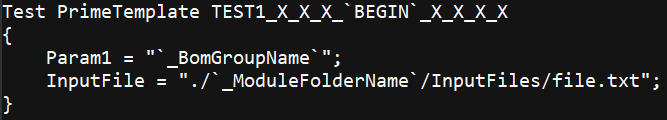 Test PrimeTemplate TEST1_X_X_X_`BEGIN`_X_X_X_X
{
    Param1 = "`_BomGroupName`";
    InputFile = "./`_ModuleFolderName`/InputFiles/file.txt";
}